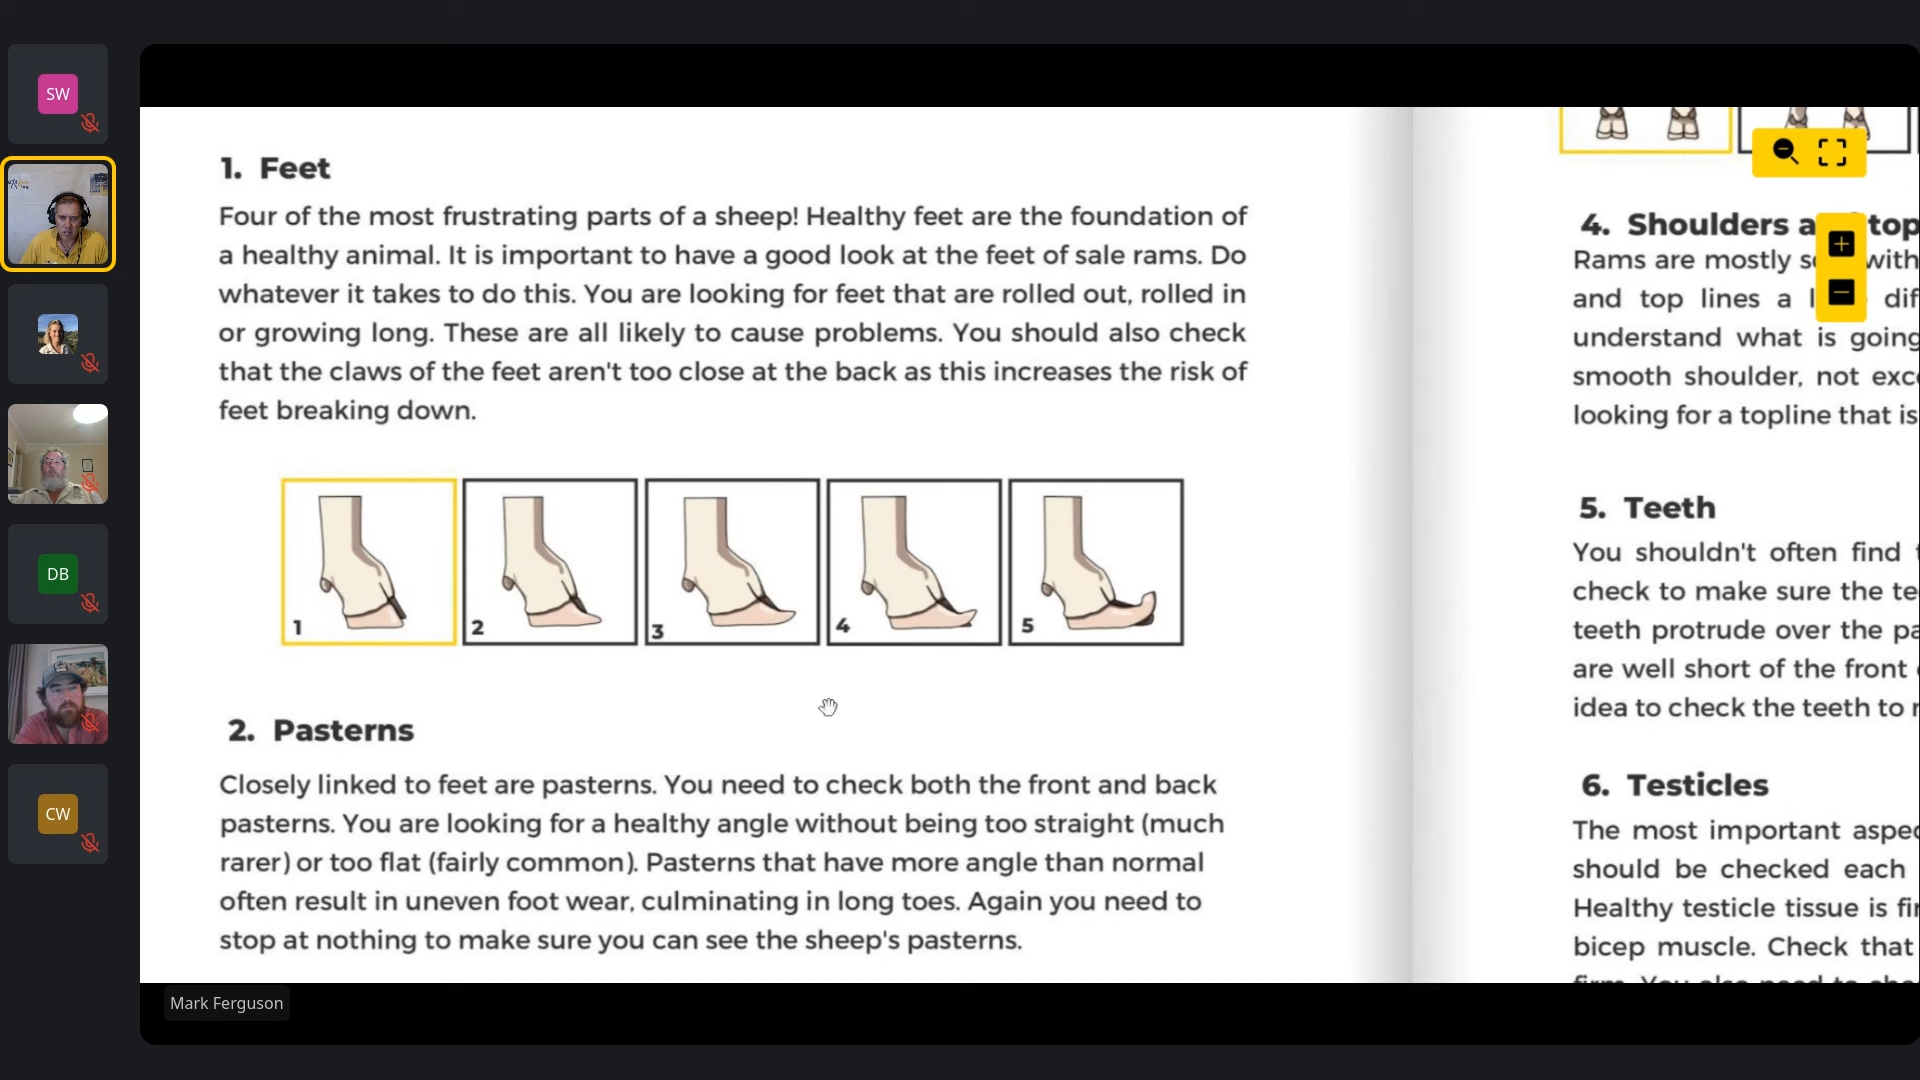 SW
DB
CW
1. Feet
Four of the most frustrating parts of a sheep! Healthy feet are the foundation of
a healthy animal. It is important to have a good look at the feet of sale rams. Do
whatever it takes to do this. You are looking for feet that are rolled out, rolled in
or growing long. These are all likely to cause problems. You should also check
that the claws of the feet aren't too close at the back as this increases the risk of
feet breaking down.
1
2
3
4
5
2. Pasterns
Closely linked to feet are pasterns. You need to check both the front and back
pasterns. You are looking for a healthy angle without being too straight (much
rarer) or too flat (fairly common). Pasterns that have more angle than normal
often result in uneven foot wear, culminating in long toes. Again you need to
stop at nothing to make sure you can see the sheep's pasterns.
4. Shoulders top
Rams are mostly with
and top lines a
understand what is going
smooth shoulder, not
looking for a topline that is
5. Teeth
You shouldn't often find
check to make sure the
teeth protrude over the
are well short of the front
idea to check the teeth to
6. Testicles
The most important
should be checked each
Healthy testicle tissue is
bicep muscle. Check that
Mark Ferguson